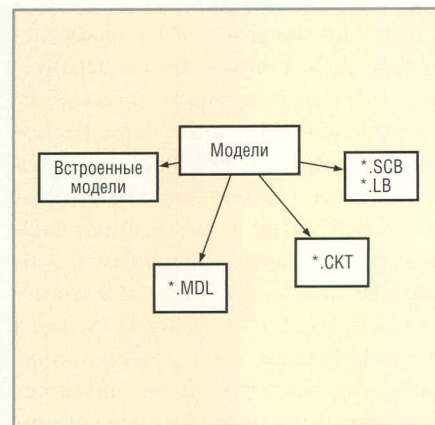 Модели
Встроенные
модели
*.SCB
*.LB
*.MDL
*.CKT